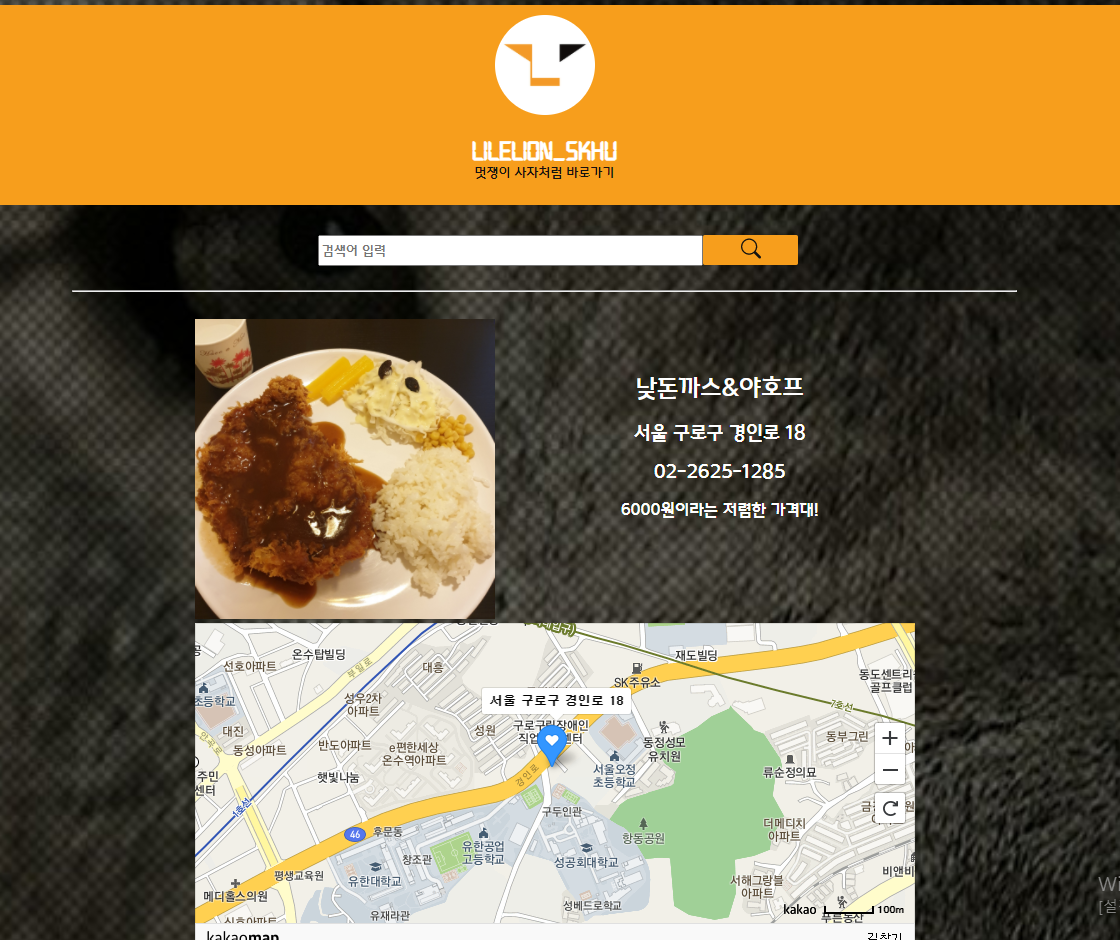 LILELION_SKHU
멋쟁이 사자처럼 바로가기
검색어 입력
낮돈까스&야호프
서울 구로구 경인로 18
02-2625-1285
6000원이라는 저렴한 가격대!
선호아파트
온수탑빌딩
부일로
대흥
재도빌딩
SK주유소
도센트리
골프클럽
초등학교
성우2차
아파트
서울 구로구 경인로 18
7호선
대진
안곡로
동성아파트
반도아파트
성원
e편한세상
온수역아파트
구로구립장애인
동정성모
유치원
동부그린
햇빛나눔
서울오정
초등학교
류순정의묘
주민
센터
1호선
경인로
구두인관
46
후문동
항동공원
더메디치
아파트
창조관
유한공업
고등학교
성공회대학교
평생교육원
유한대학교
메디홀스의원
서해그랑블
아파트
비앤비
유재라관
성베드로학교
kakao
100m
푸른동산
kakaomap
길찾기